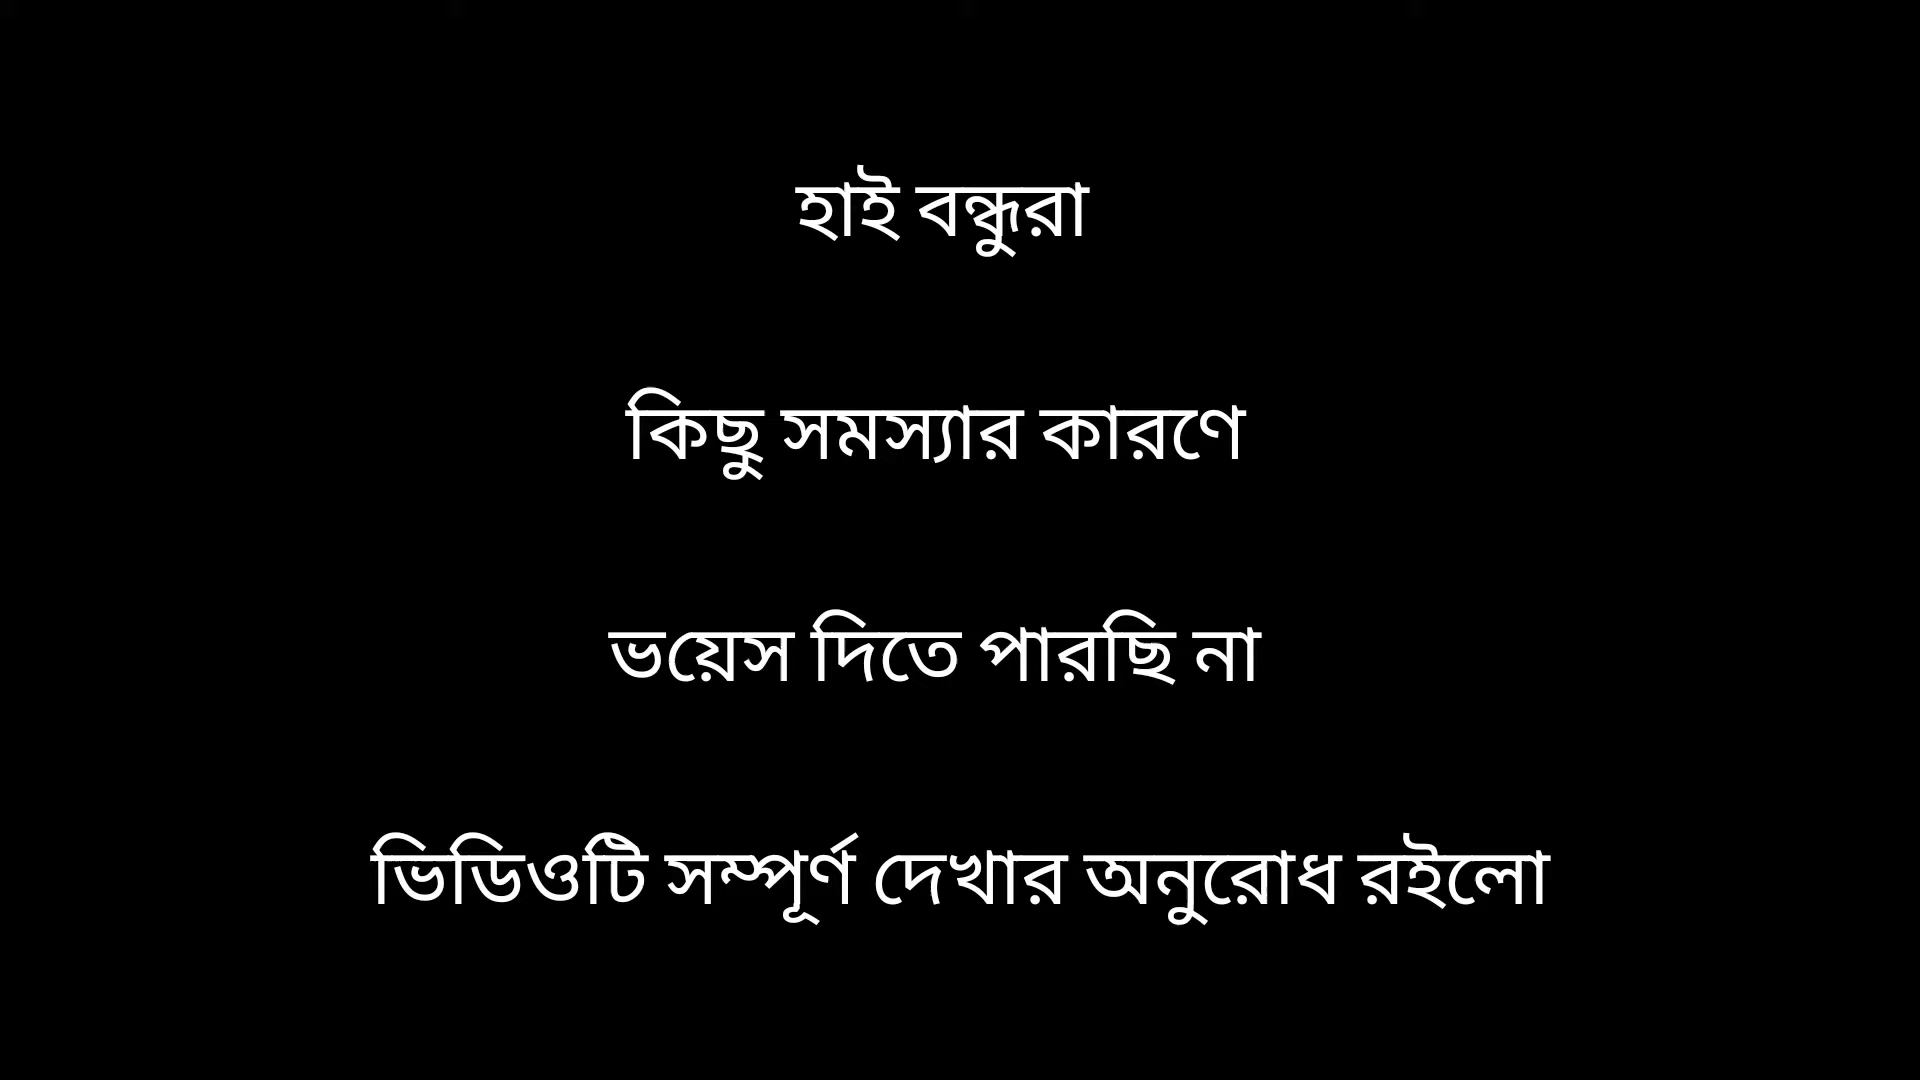 হাই বন্ধুরা
কিছু সমস্যার কারণে
ভয়েস দিতে পারছি না
ভিডিওটি সম্পূর্ণ দেখার অনুরোধ রইলো